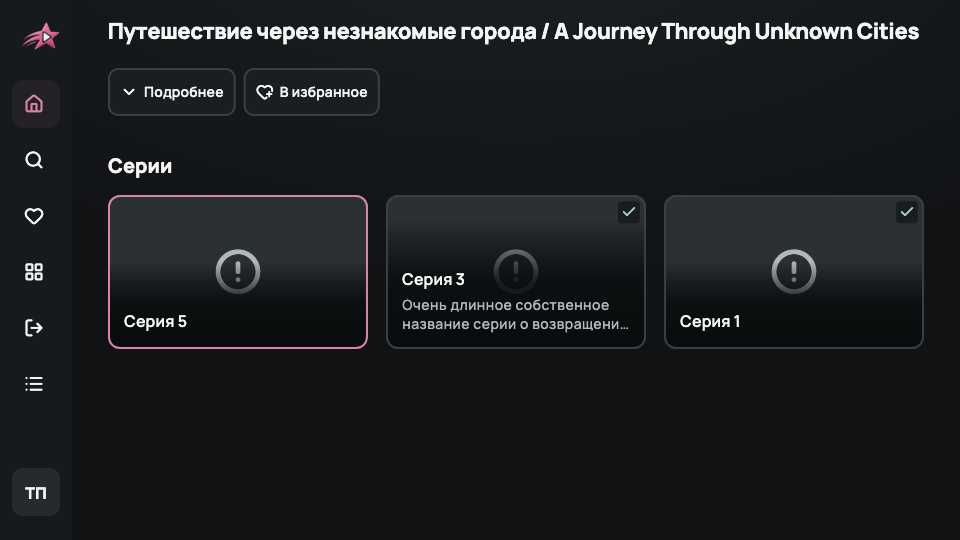 Путешествие через незнакомые города / A Journey Through Unknown Cities
Подробнее
В избранное
Серии
Серия 5
Серия 3
Очень длинное собственное
название серии о возвращени…
Серия 1
ТП